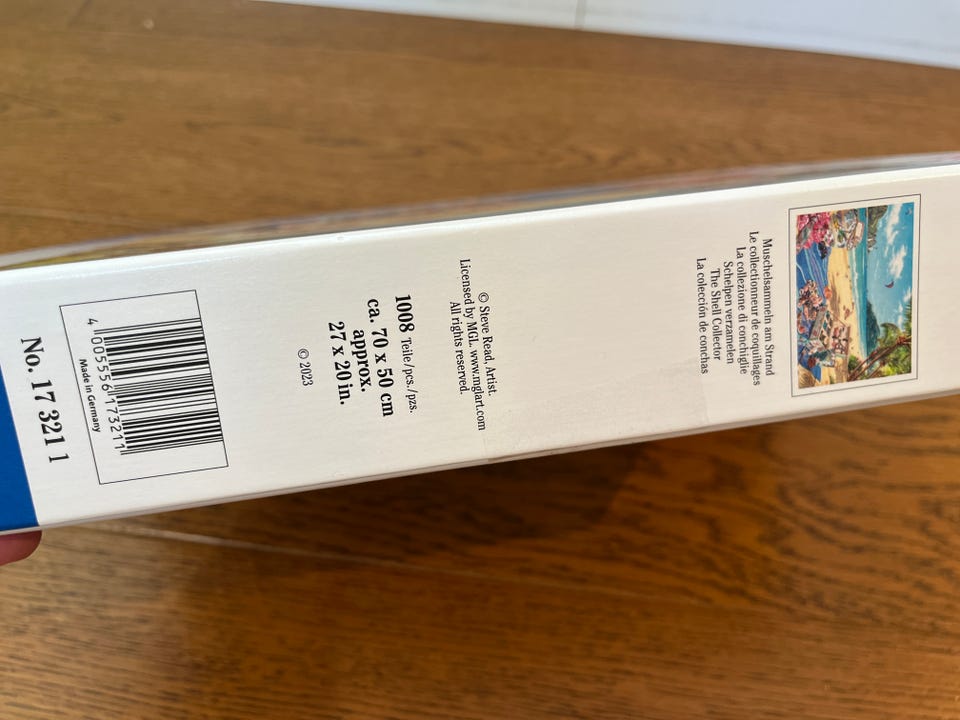 Muschelsammeln am Strand
Le collectionneur de coquillages
La collezione di conchiglie
Schelpen verzamelen
The Shell Collector
La colección de conchas
© Steve Read, Artist.
Licensed by MGL. www.mglart.com
All rights reserved.
1008 Teile/pcs./pzs.
ca. 70 x 50 cm
approx.
27 x 20 in.
© 2023
4 005556 173211
Made in Germany
No. 17 321 1